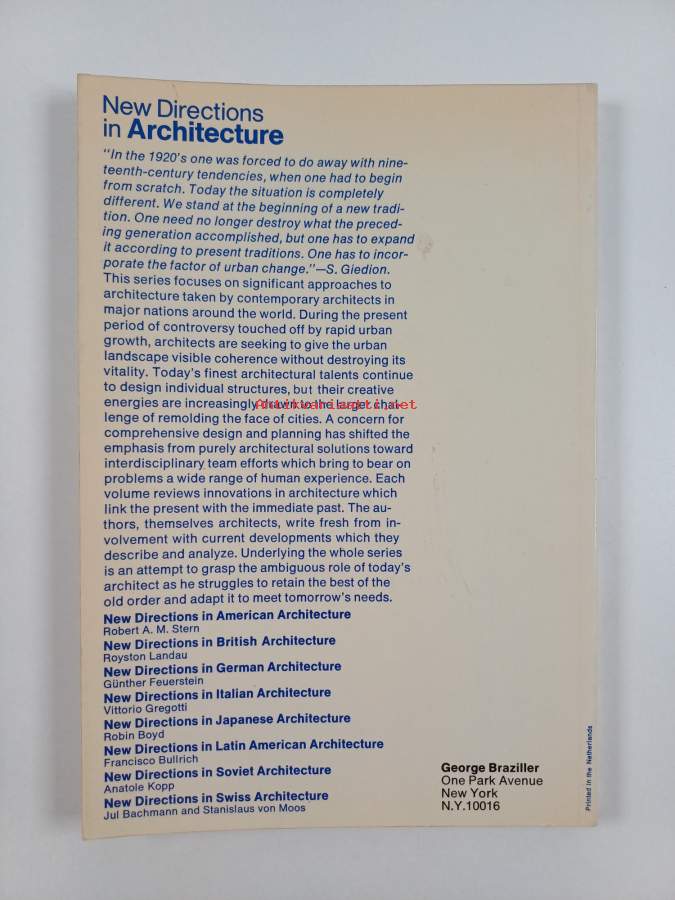 New Directions
in Architecture
"In the 1920's one was forced to do away with nine-
teenth-century tendencies, when one had to begin
from scratch. Today the situation is completely
different. We stand at the beginning of a new tradi-
tion. One need no longer destroy what the preced-
ing generation accomplished, but one has to expand
it according to present traditions. One has to incor-
porate the factor of urban change."—S. Giedion.
This series focuses on significant approaches to
architecture taken by contemporary architects in
major nations around the world. During the present
period of controversy touched off by rapid urban
growth, architects are seeking to give the urban
landscape visible coherence without destroying its
vitality. Today's finest architectural talents continue
to design individual structures, but their creative
energies are increasingly drawn to the larger chal-
lenge of remolding the face of cities. A concern for
comprehensive design and planning has shifted the
emphasis from purely architectural solutions toward
interdisciplinary team efforts which bring to bear on
problems a wide range of human experience. Each
volume reviews innovations in architecture which
link the present with the immediate past. The au-
thors, themselves architects, write fresh from in-
volvement with current developments which they
describe and analyze. Underlying the whole series
is an attempt to grasp the ambiguous role of today's
architect as he struggles to retain the best of the
old order and adapt it to meet tomorrow's needs.
New Directions in American Architecture
Robert A. M. Stern
New Directions in British Architecture
Royston Landau
New Directions in German Architecture
Günther Feuerstein
New Directions in Italian Architecture
Vittorio Gregotti
New Directions in Japanese Architecture
Robin Boyd
New Directions in Latin American Architecture
Francisco Bullrich
New Directions in Soviet Architecture
Anatole Kopp
New Directions in Swiss Architecture
Jul Bachmann and Stanislaus von Moos
George Braziller
One Park Avenue
New York
N.Y.10016
Printed in the Netherlands